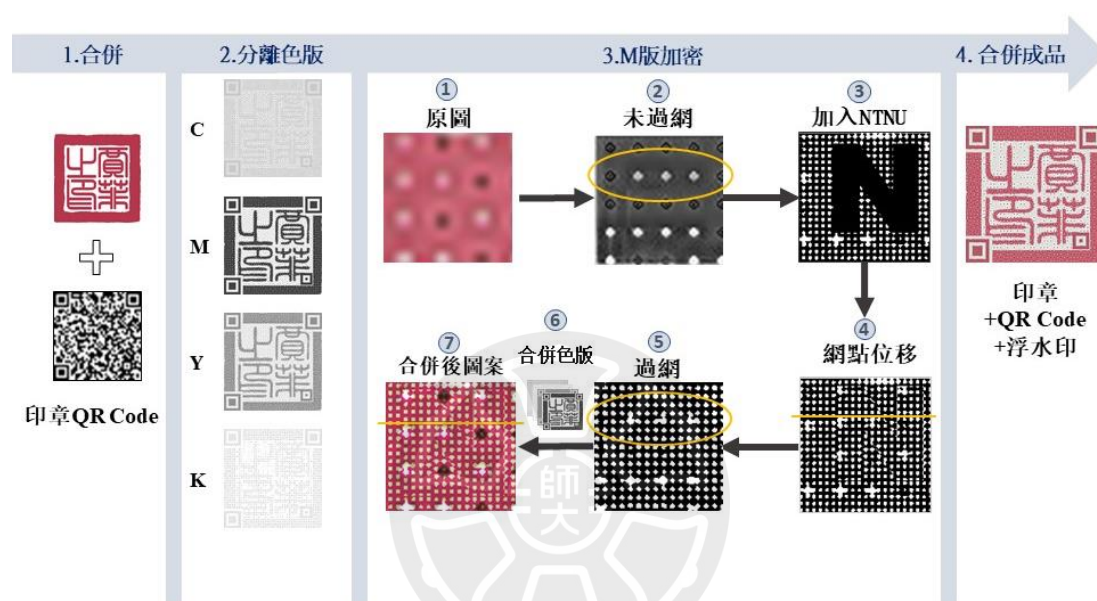 1.合併
2.分離色版
3.M版加密
4. 合併成品
C
M
Y
K
印章QR Code
①
原圖
②
未過網
③
加入NTNU
N
④
網點位移
⑤
過網
⑥
合併色版
⑦
合併後圖案
印章
+QR Code
+浮水印
師大